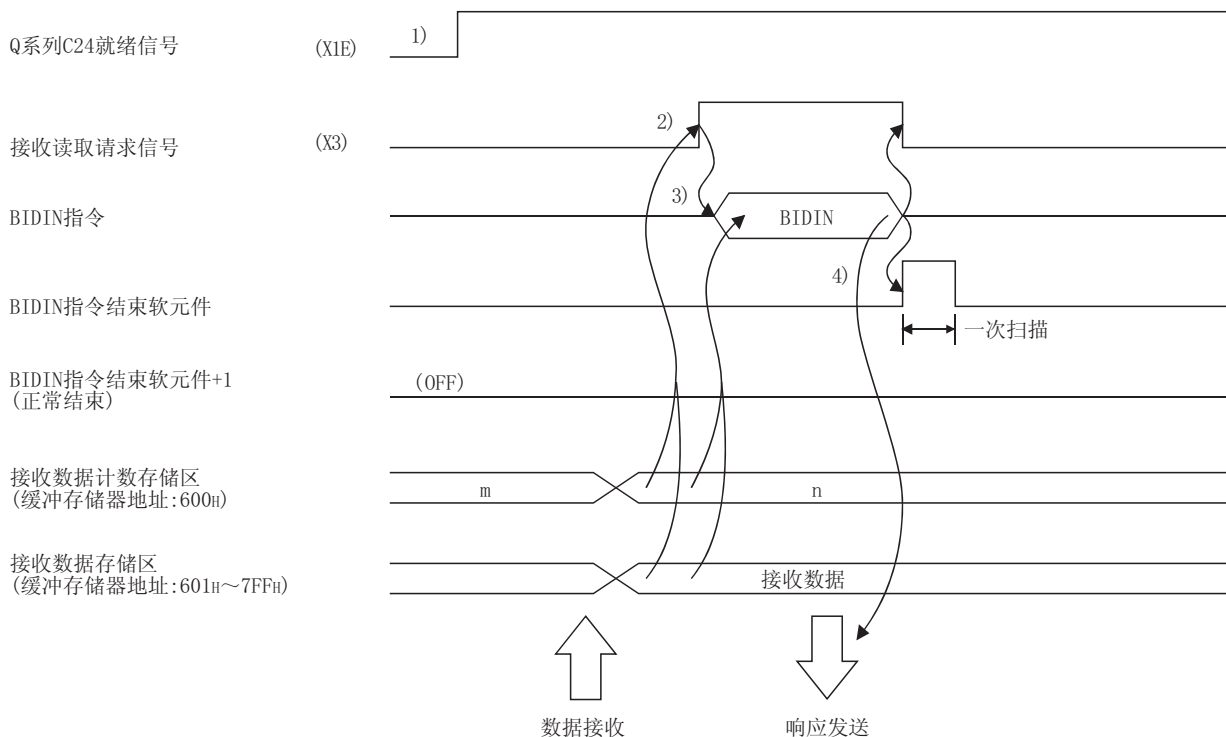 1)
Q系列C24就绪信号 (X1E)
2)
接收读取请求信号 (X3)
3)
BIDIN指令 BIDIN
4)
BIDIN指令结束软元件
一次扫描
BIDIN指令结束软元件+1 (OFF)
(正常结束)
接收数据计数存储区
(缓冲存储器地址:600H) m n
接收数据存储区
(缓冲存储器地址:601H～7FFH) 接收数据
数据接收 响应发送